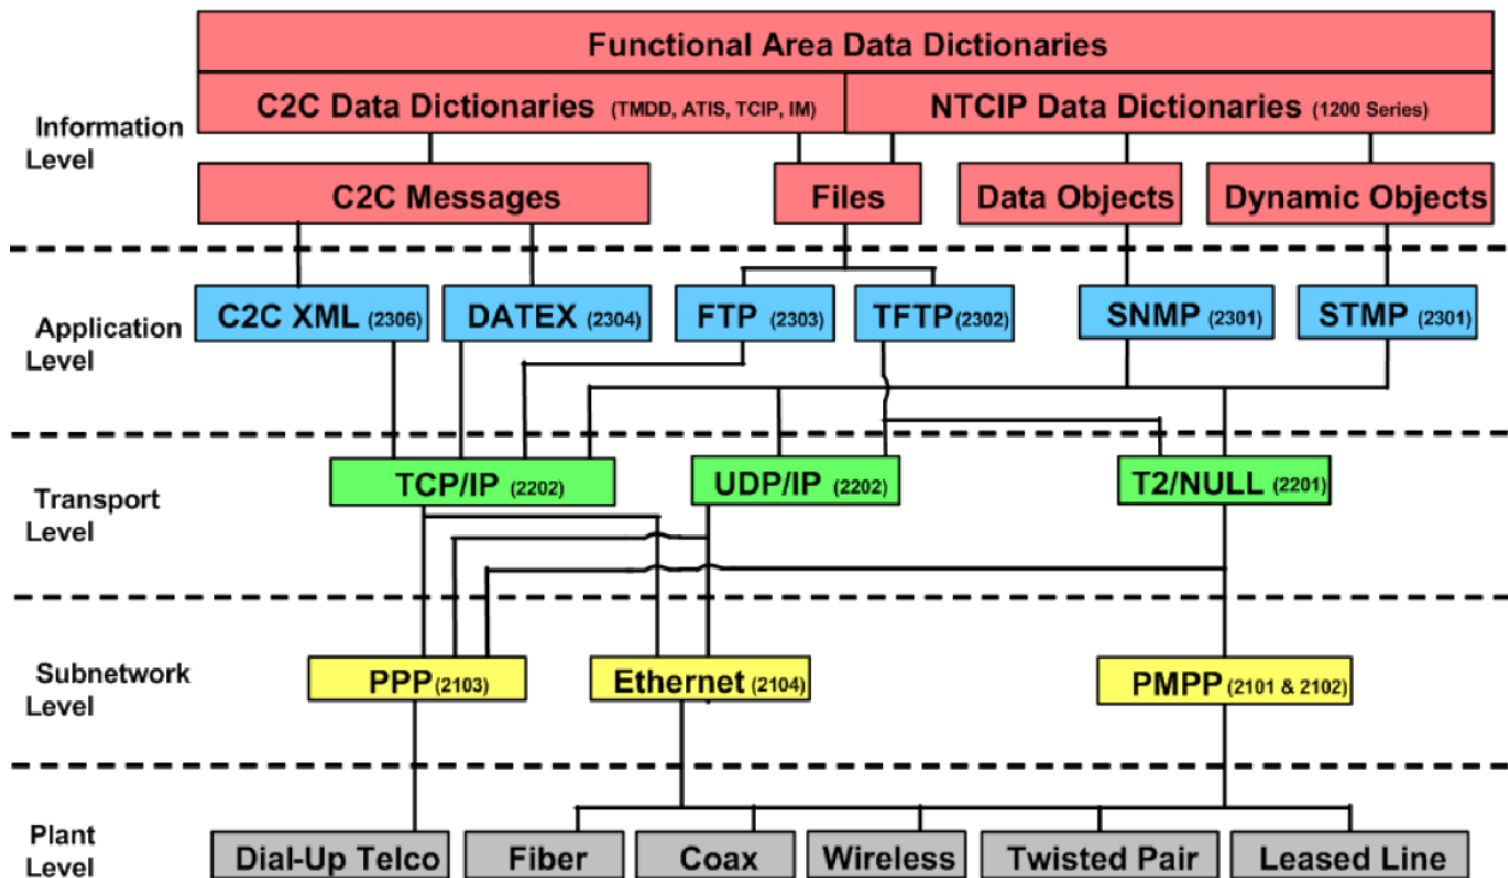 Functional Area Data Dictionaries
C2C Data Dictionaries (TMDD, ATIS, TCIP, IM)
NTCIP Data Dictionaries (1200 Series)
Information
Level
C2C Messages
Files
Data Objects
Dynamic Objects
Application
Level
C2C XML (2306)
DATEX (2304)
FTP (2303)
TFTP (2302)
SNMP (2301)
STMP (2301)
Transport
Level
TCP/IP (2202)
UDP/IP (2202)
T2/NULL (2201)
Subnetwork
Level
PPP (2103)
Ethernet (2104)
PMPP (2101 & 2102)
Plant
Level
Dial-Up Telco
Fiber
Coax
Wireless
Twisted Pair
Leased Line